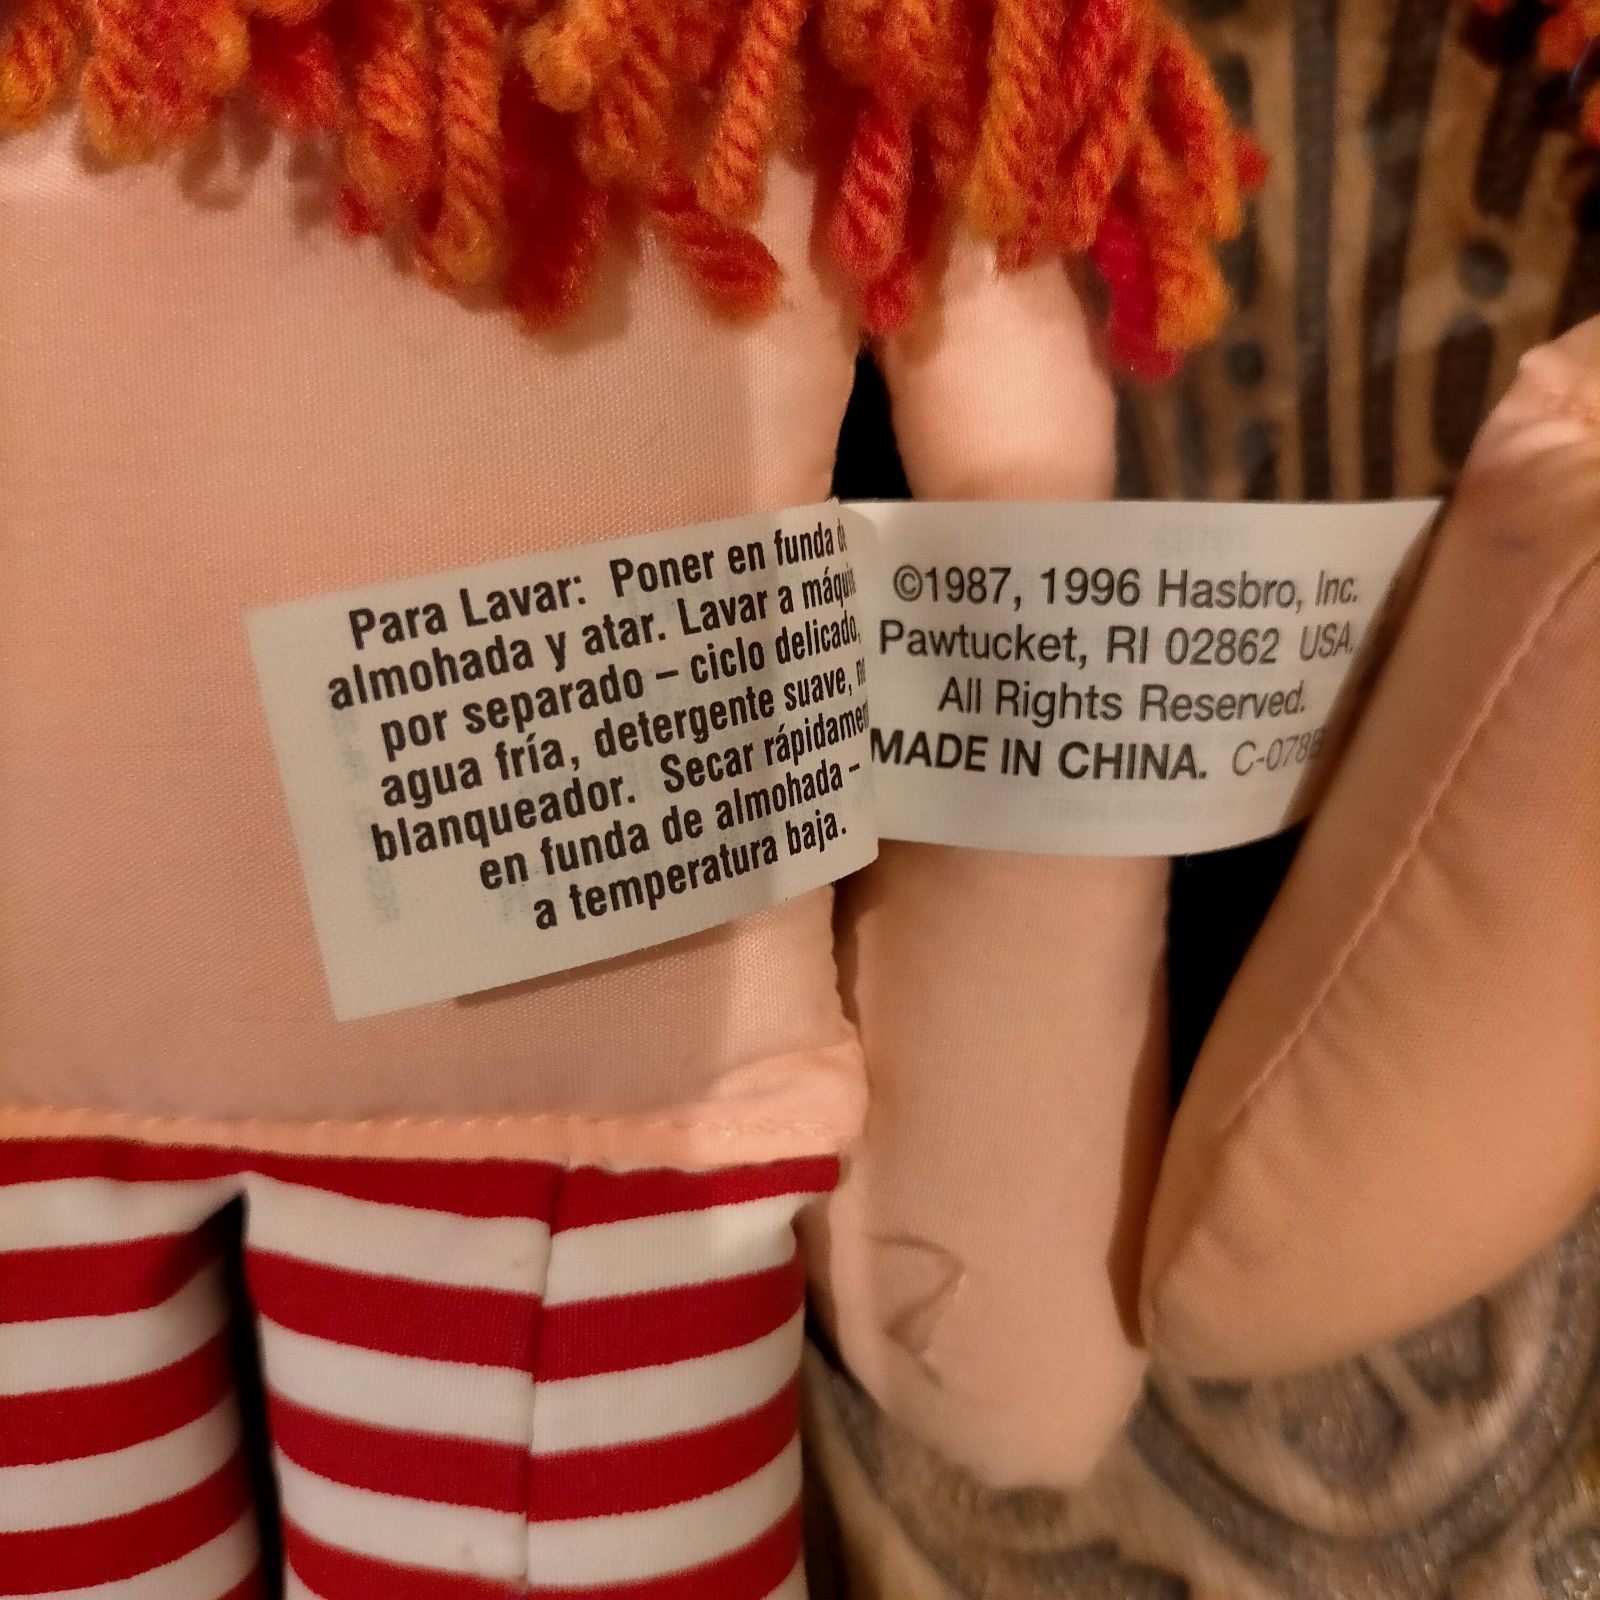 Para Lavar: Poner en funda de
almohada y atar. Lavar a
por separado – ciclo delicado,
agua fría, detergente suave,
blanqueador. Secar
en funda de almohada –
a temperatura baja.
©1987, 1996 Hasbro, Inc.
Pawtucket, RI 02862 USA.
All Rights Reserved.
MADE IN CHINA.